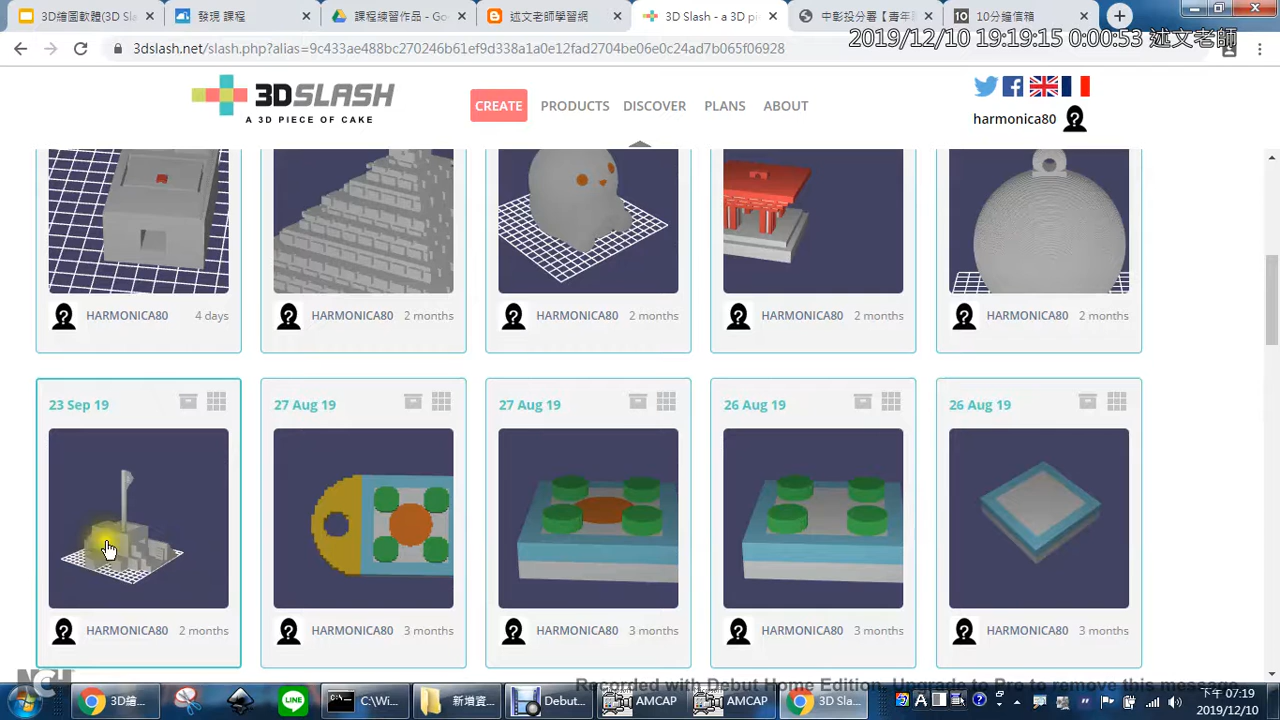 3D繪圖軟體(2D S
發現 習程
課程練習作品 - Go
述文老師學習網
3D Slash - a 3D pi
中彰投分署【青年
10分鐘信箱
3dslash.net/slash.php?alias=9c433ae488bc270246b61ef9d338a1a0e12fad2704be06e0c24ad7b065f06928
2019/12/10 19:19:15 0:00:53 述文老師
3DSLASH
A 3D PIECE OF CAKE
CREATE PRODUCTS DISCOVER PLANS ABOUT
harmonica80
HARMONICA80 4 days
HARMONICA80 2 months
HARMONICA80 2 months
HARMONICA80 2 months
HARMONICA80 2 months
23 Sep 19
27 Aug 19
27 Aug 19
26 Aug 19
26 Aug 19
HARMONICA80 2 months
HARMONICA80 3 months
HARMONICA80 3 months
HARMONICA80 3 months
HARMONICA80 3 months
NCH
Recorded with Debut Home Edition. Upgrade to Pro to remove this message
3D繪...
LINE
C:\Wi...
新增資...
Debut...
AMCAP
AMCAP
3D Sla...
下午 07:19
2019/12/10